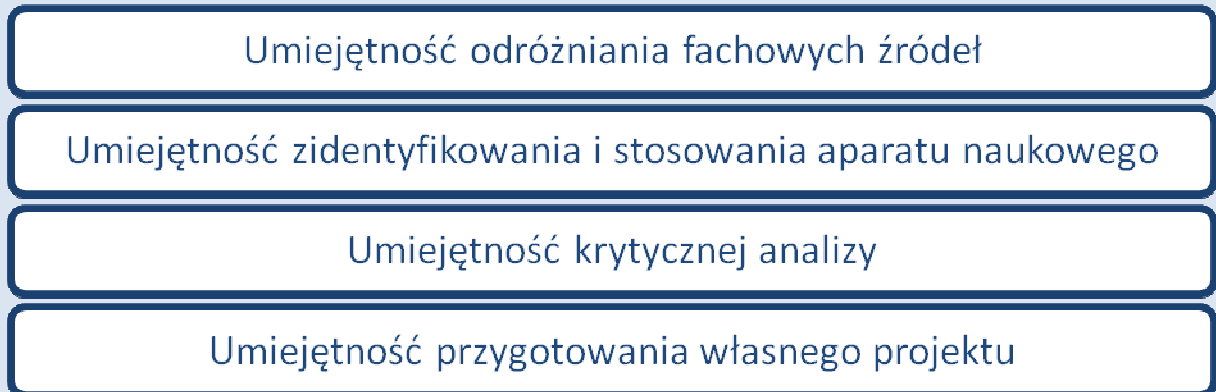 Umiejętność odróżniania fachowych źródeł
Umiejętność zidentyfikowania i stosowania aparatu naukowego
Umiejętność krytycznej analizy
Umiejętność przygotowania własnego projektu